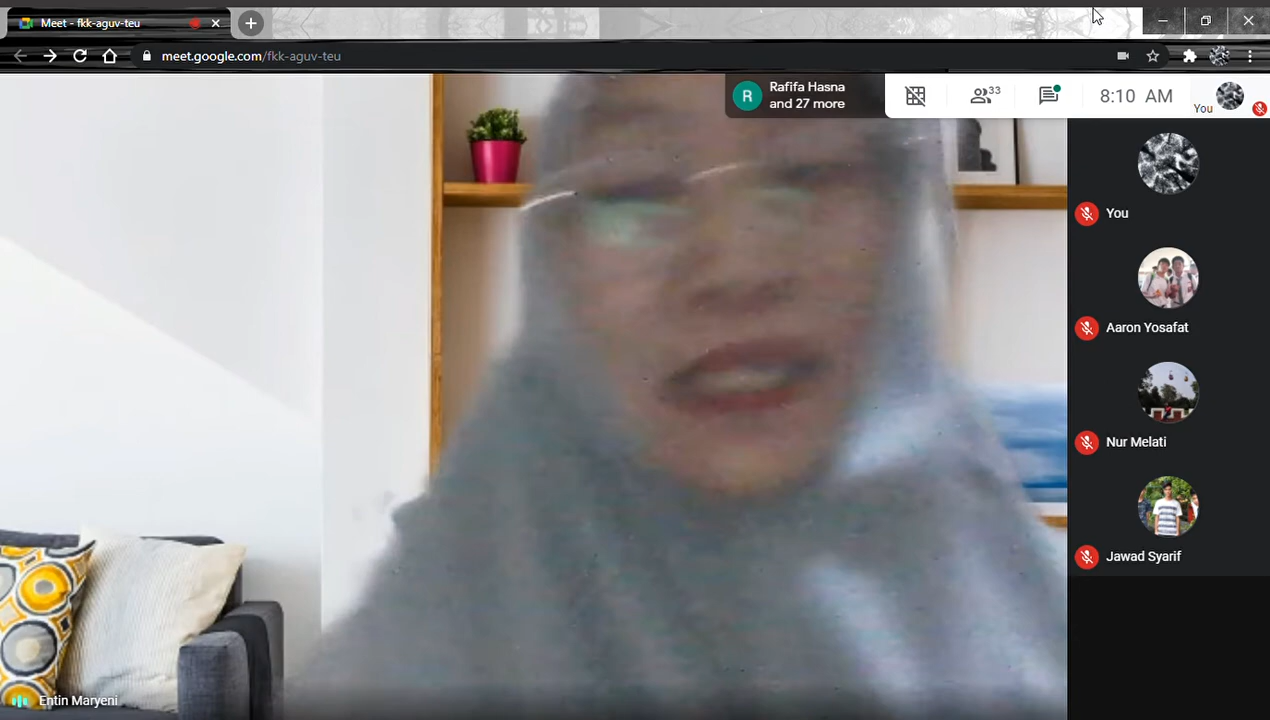 Meet - fkk-aguv-teu
meet.google.com/fkk-aguv-teu
Rafifa Hasna
and 27 more
R
33
8:10 AM
You
You
Aaron Yosafat
Nur Melati
Jawad Syarif
Entin Maryeni